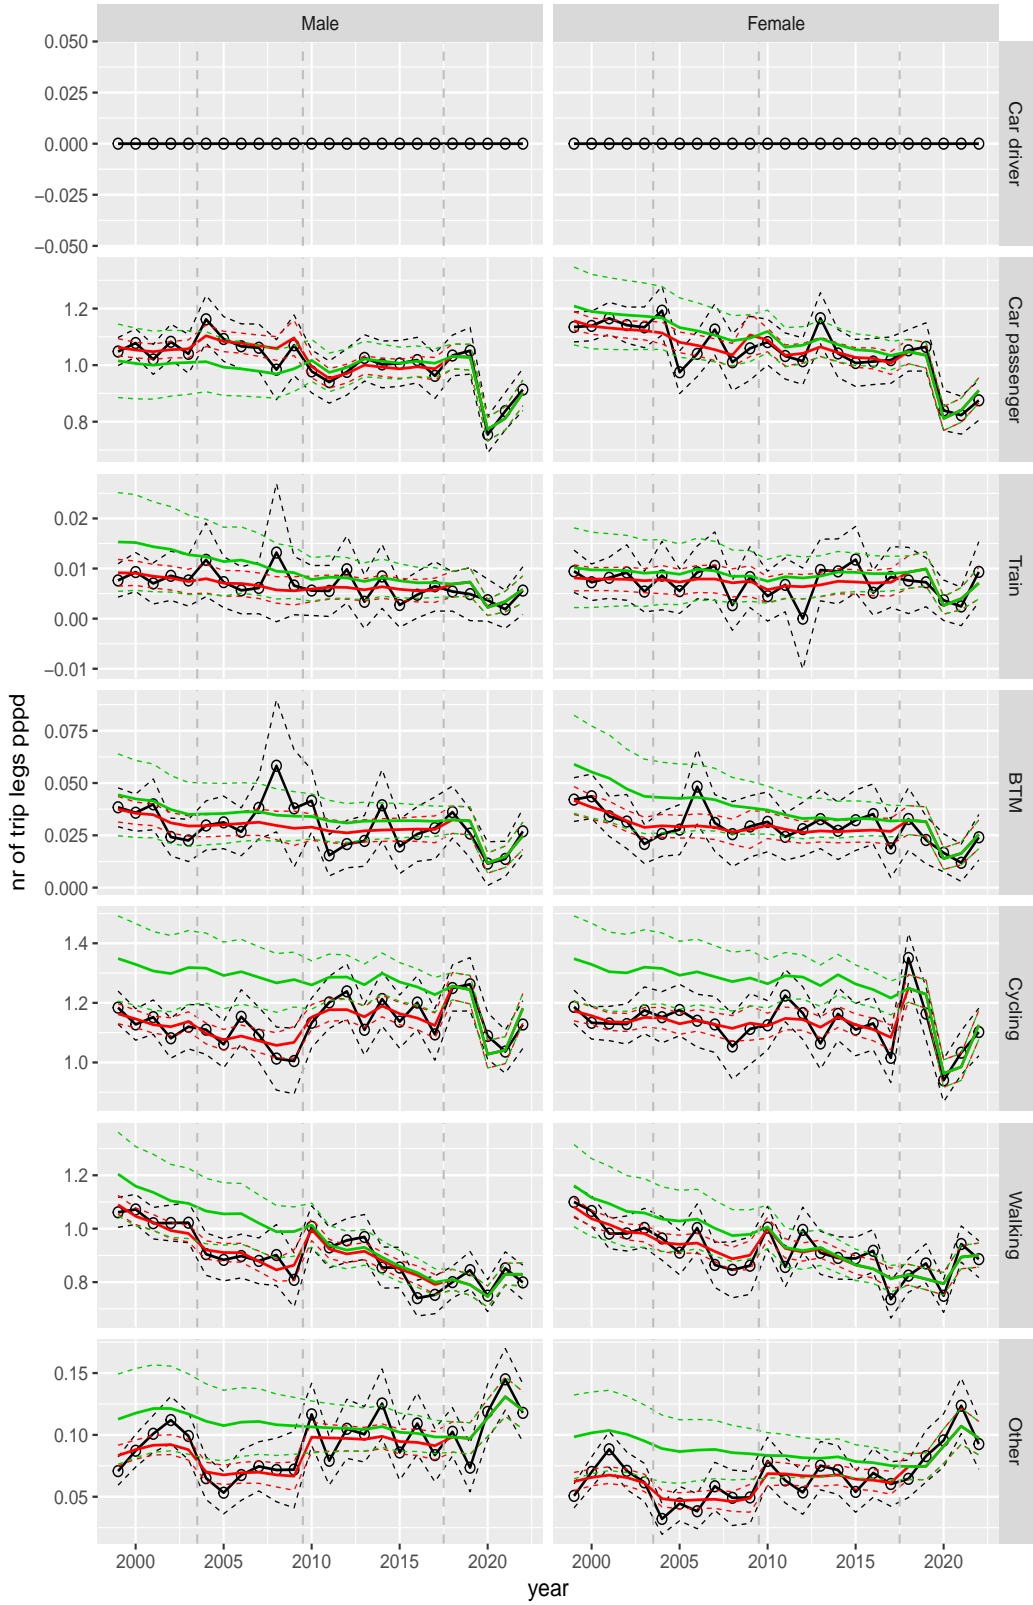 Male Female
0.050
0.025
0.000
−0.025
−0.050
Car driver
1.2
1.0
0.8
Car passenger
0.02
0.01
0.00
−0.01
Train
0.075
0.050
0.025
0.000
BTM
1.4
1.2
1.0
Cycling
1.2
1.0
0.8
Walking
0.15
0.10
0.05
Other
nr of trip legs pppd
2000 2005 2010 2015 2020 2000 2005 2010 2015 2020
year